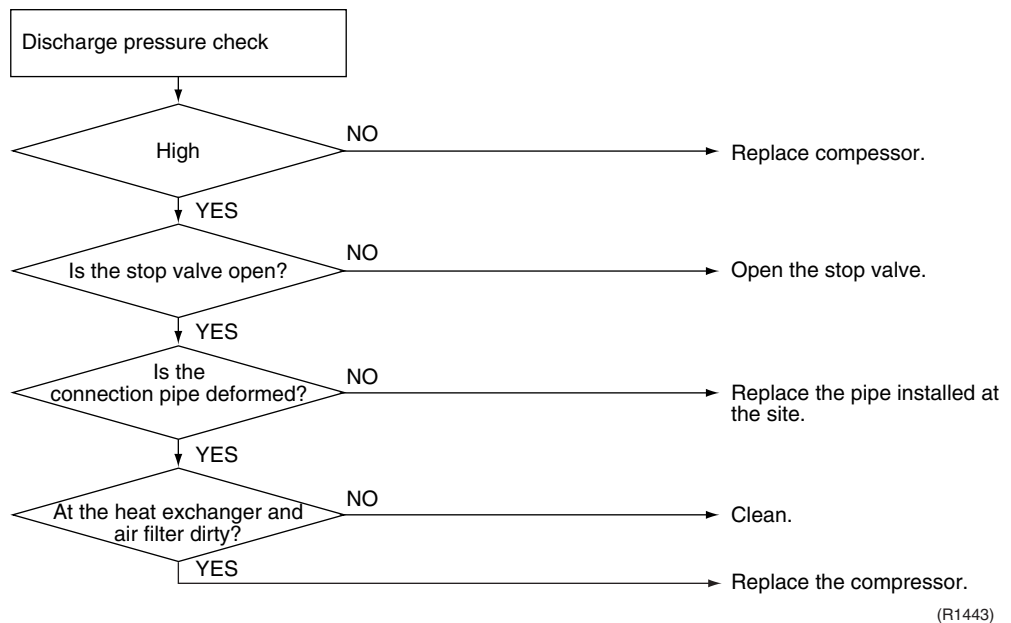 Discharge pressure check
High
NO
Replace compessor.
YES
Is the stop valve open?
NO
Open the stop valve.
YES
Is the
connection pipe deformed?
NO
Replace the pipe installed at
the site.
YES
At the heat exchanger and
air filter dirty?
NO
Clean.
YES
Replace the compressor.
(R1443)